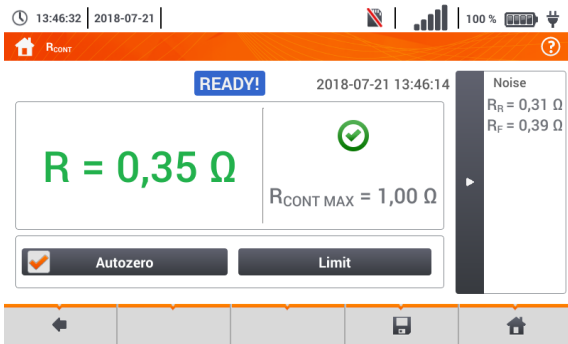 13:46:32 2018-07-21 100 %
RCONT ?
READY! 2018-07-21 13:46:14
R = 0,35 Ω
RCONT MAX = 1,00 Ω
Autozero Limit
Noise
RR = 0,31 Ω
RF = 0,39 Ω